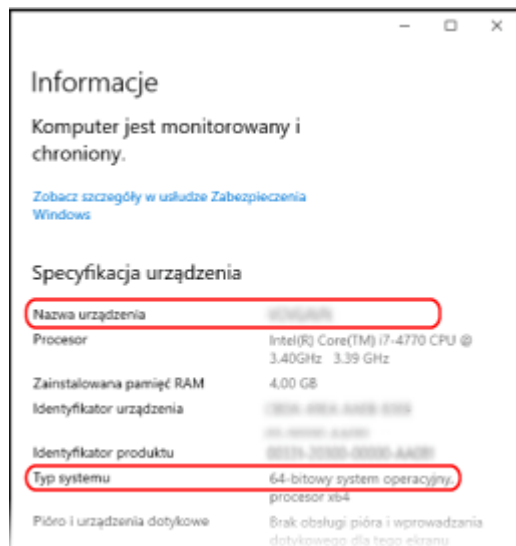 Informacje
Komputer jest monitorowany i
chroniony.
Zobacz szczegóły w usłudze Zabezpieczenia
Windows
Specyfikacja urządzenia
Nazwa urządzenia
Procesor Intel(R) Core(TM) i7-4770 CPU @
3.40GHz 3.39 GHz
Zainstalowana pamięć RAM 4,00 GB
Identyfikator urządzenia
Identyfikator produktu
Typ systemu 64-bitowy system operacyjny,
procesor x64
Pióro i urządzenia dotykowe Brak obsługi pióra i wprowadzania
dotykowego dla tego ekranu